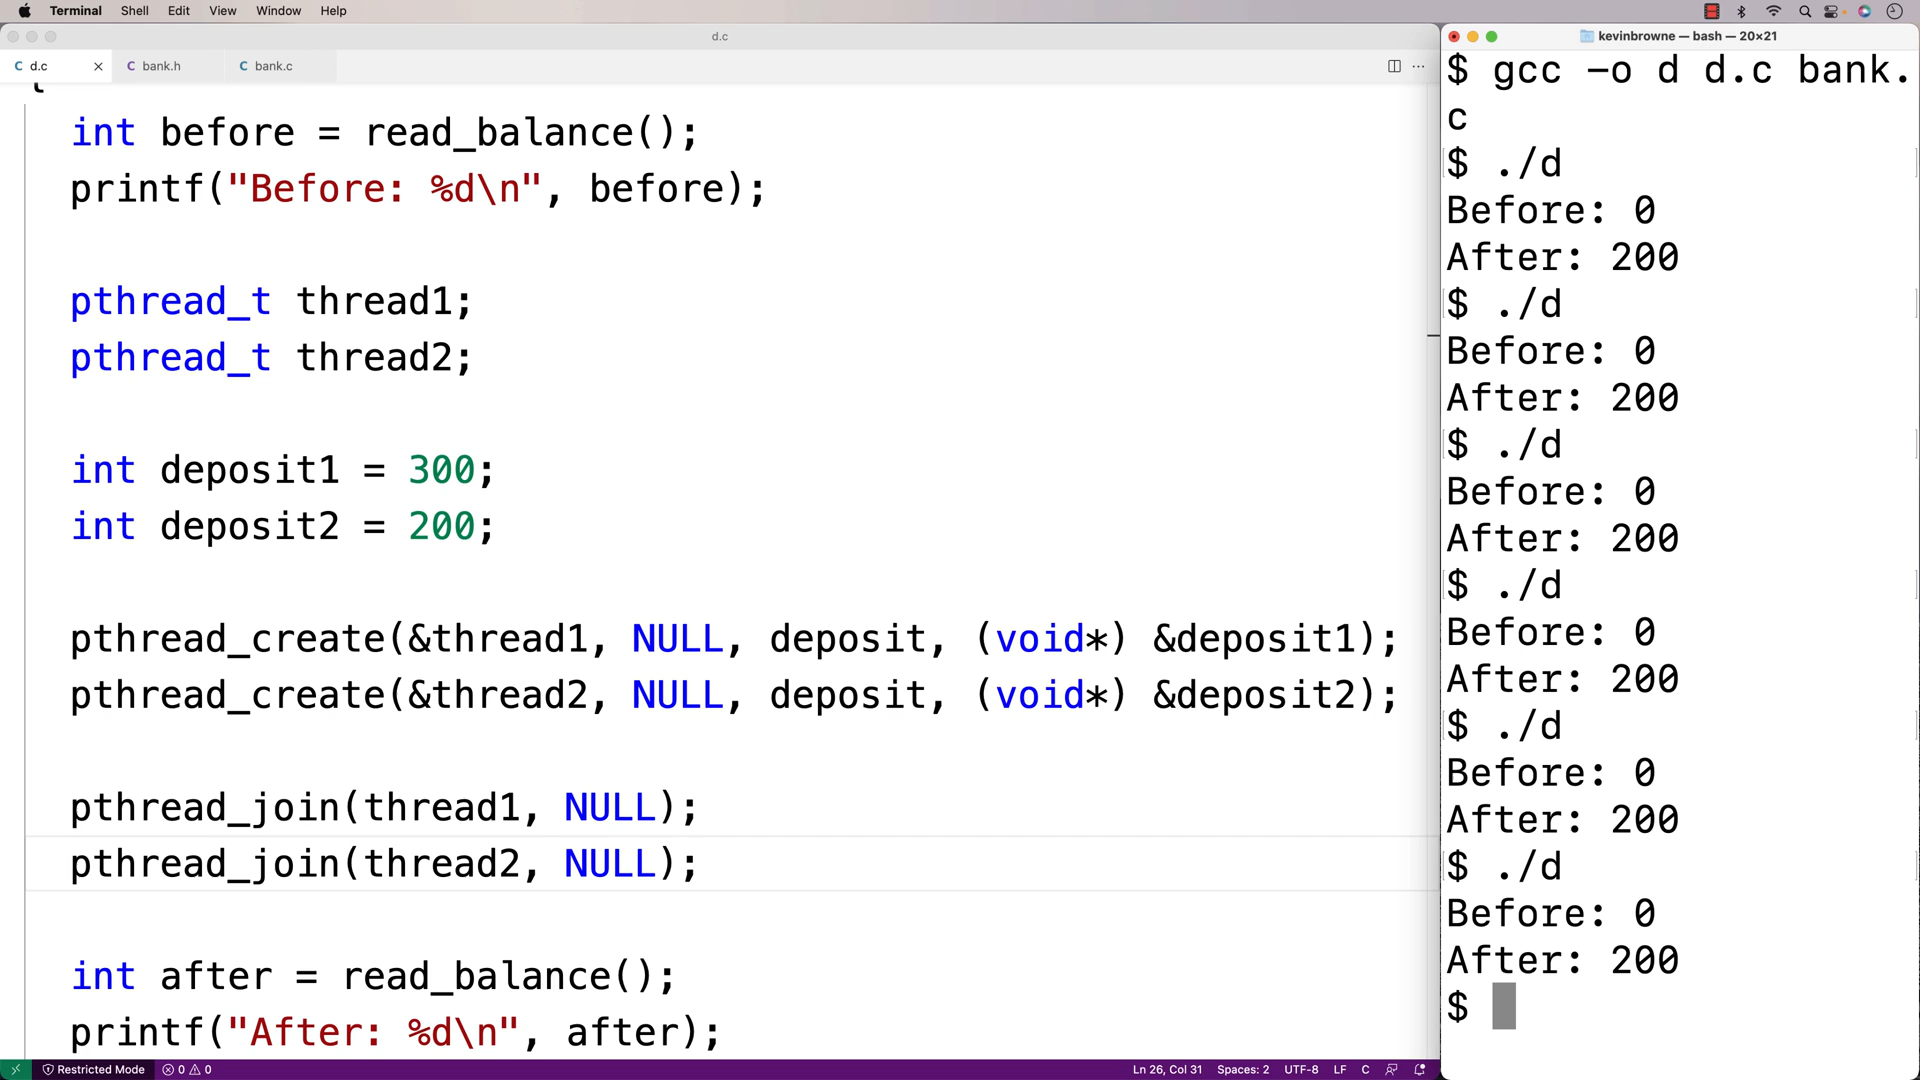 Terminal Shell Edit View Window Help
d.c
kevinbrowne — bash — 20×21
C d.c × C bank.h C bank.c ···
{
int before = read_balance();
printf("Before: %d\n", before);
pthread_t thread1;
pthread_t thread2;
int deposit1 = 300;
int deposit2 = 200;
pthread_create(&thread1, NULL, deposit, (void*) &deposit1);
pthread_create(&thread2, NULL, deposit, (void*) &deposit2);
pthread_join(thread1, NULL);
pthread_join(thread2, NULL);
int after = read_balance();
printf("After: %d\n", after);
Restricted Mode 0 0 Ln 26, Col 31 Spaces: 2 UTF-8 LF C
$ gcc -o d d.c bank.
c
$ ./d
Before: 0
After: 200
$ ./d
Before: 0
After: 200
$ ./d
Before: 0
After: 200
$ ./d
Before: 0
After: 200
$ ./d
Before: 0
After: 200
$ ./d
Before: 0
After: 200
$